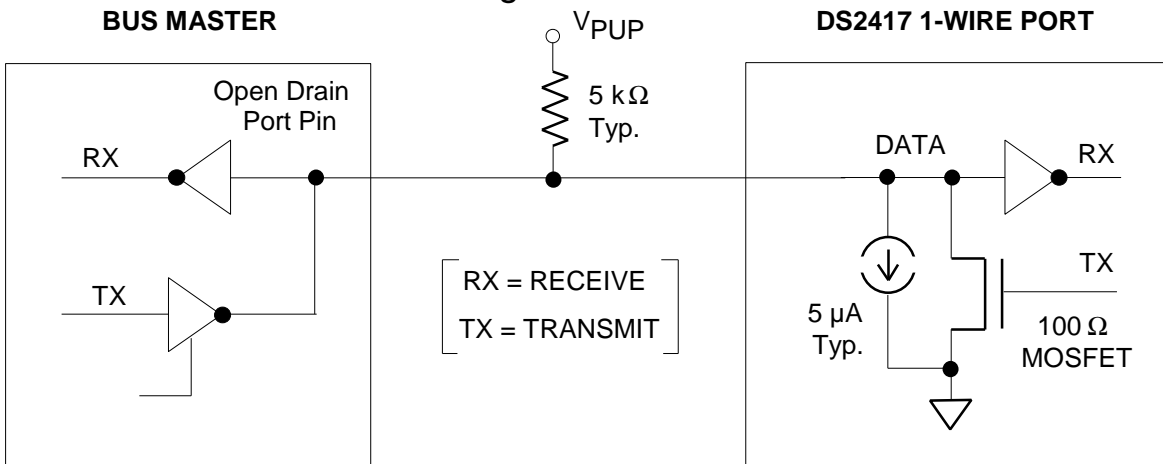 BUS MASTER
VPUP
DS2417 1-WIRE PORT
Open Drain
Port Pin
5 kΩ
Typ.
RX
DATA
RX
RX = RECEIVE
TX = TRANSMIT
TX
TX
5 µA
Typ.
100 Ω
MOSFET